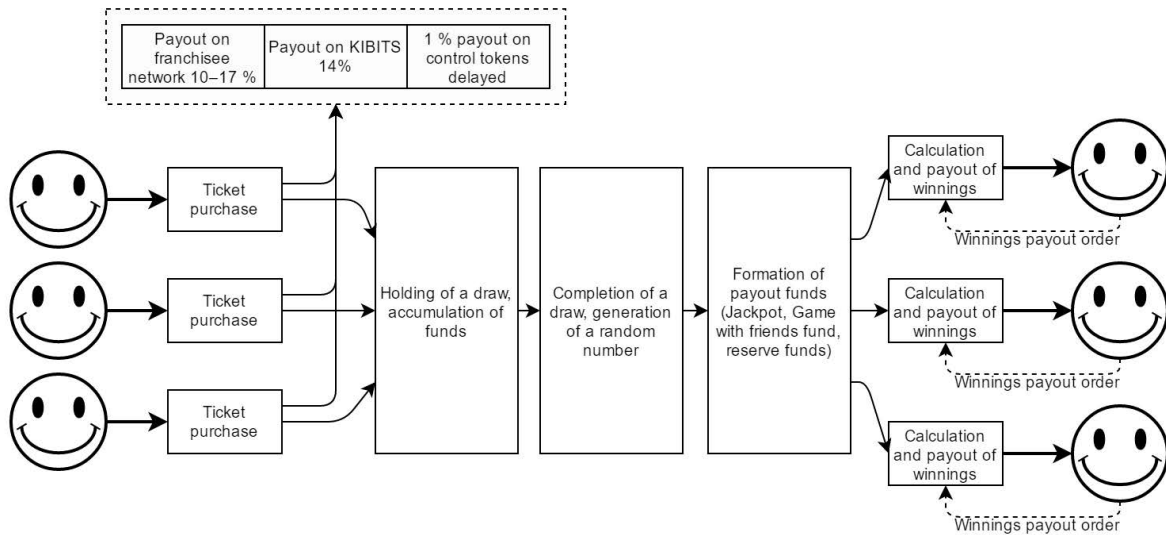 Payout on
franchisee
network 10–17 %
Payout on KIBITS
14%
1 % payout on
control tokens
delayed
Ticket
purchase
Ticket
purchase
Ticket
purchase
Holding of a draw,
accumulation of
funds
Completion of a
draw, generation
of a random
number
Formation of
payout funds
(Jackpot, Game
with friends fund,
reserve funds)
Calculation
and payout of
winnings
Winnings payout order
Calculation
and payout of
winnings
Winnings payout order
Calculation
and payout of
winnings
Winnings payout order